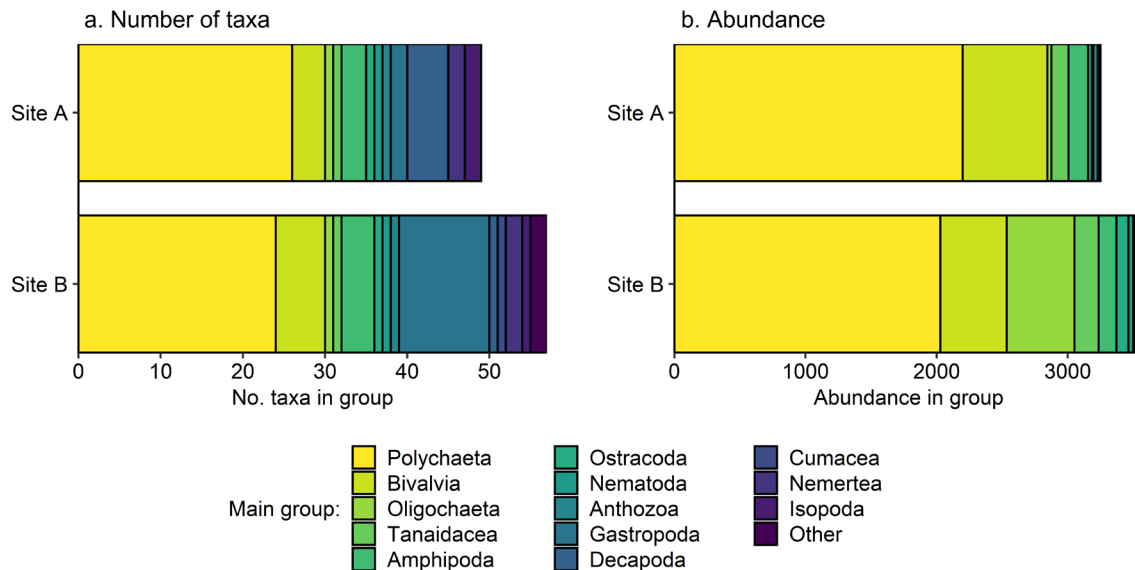 a. Number of taxa
b. Abundance
Site A
Site B
0 10 20 30 40 50
No. taxa in group
Site A
Site B
0 1000 2000 3000
Abundance in group
Main group:
Polychaeta
Bivalvia
Oligochaeta
Tanaidacea
Amphipoda
Ostracoda
Nematoda
Anthozoa
Gastropoda
Decapoda
Cumacea
Nemertea
Isopoda
Other